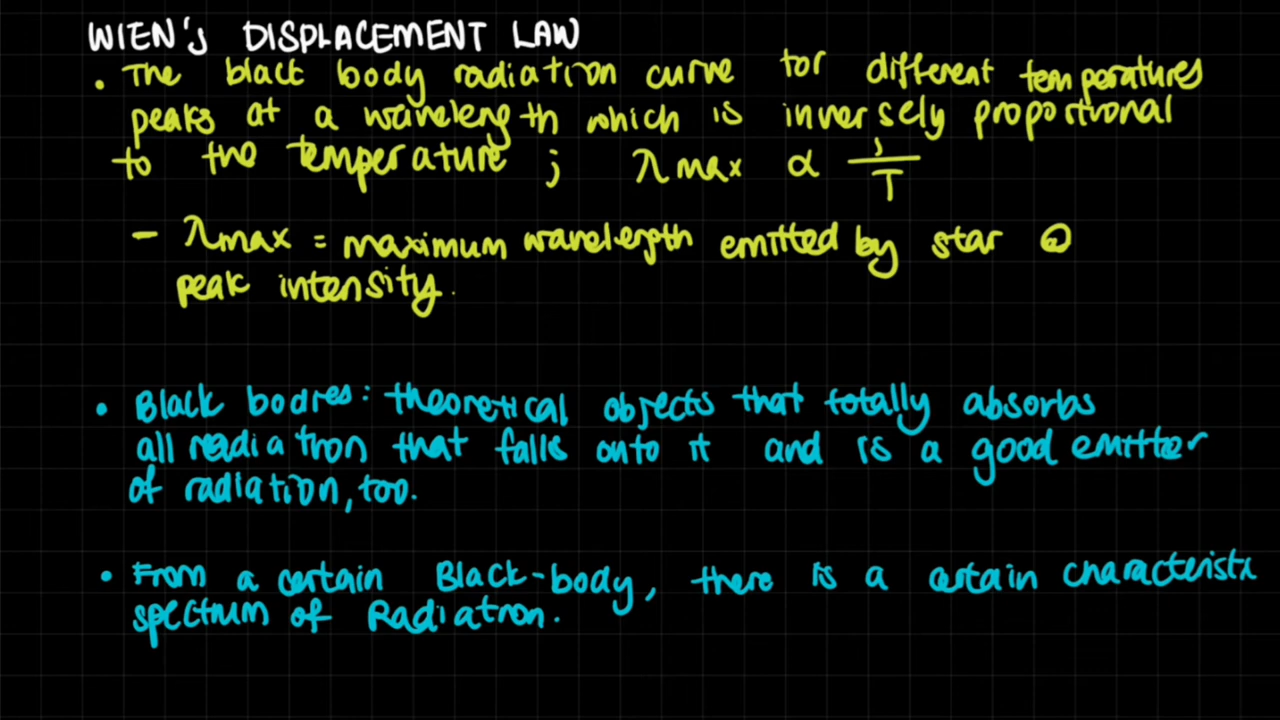 WIEN's DISPLACEMENT LAW
• The black body radiation curve for different temperatures
peaks at a wavelength which is inversely proportional
to the temperature ; λmax ∝ 1/T
- λmax = maximum wavelength emitted by star @
peak intensity.
• Black bodies: theoretical objects that totally absorbs
all radiation that falls onto it and is a good emitter
of radiation, too.
• From a certain Black-body, there is a certain characteristic
spectrum of Radiation.